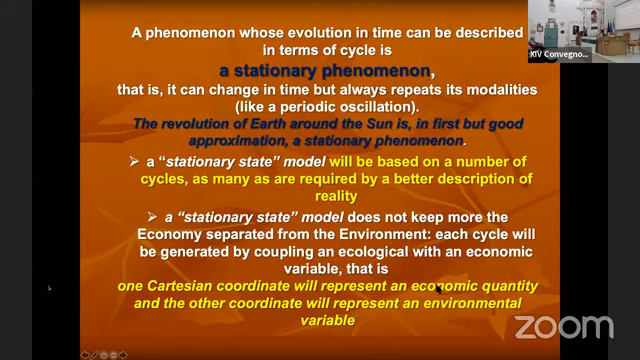 A phenomenon whose evolution in time can be described
in terms of cycle is
a stationary phenomenon,
that is, it can change in time but always repeats its modalities
(like a periodic oscillation).
The revolution of Earth around the Sun is, in first but good
approximation, a stationary phenomenon.
➢ a “stationary state” model will be based on a number of
cycles, as many as are required by a better description of
reality
➢ a “stationary state” model does not keep more the
Economy separated from the Environment: each cycle will
be generated by coupling an ecological with an economic
variable, that is
one Cartesian coordinate will represent an economic quantity
and the other coordinate will represent an environmental
variable
XIV Convegno...
zoom